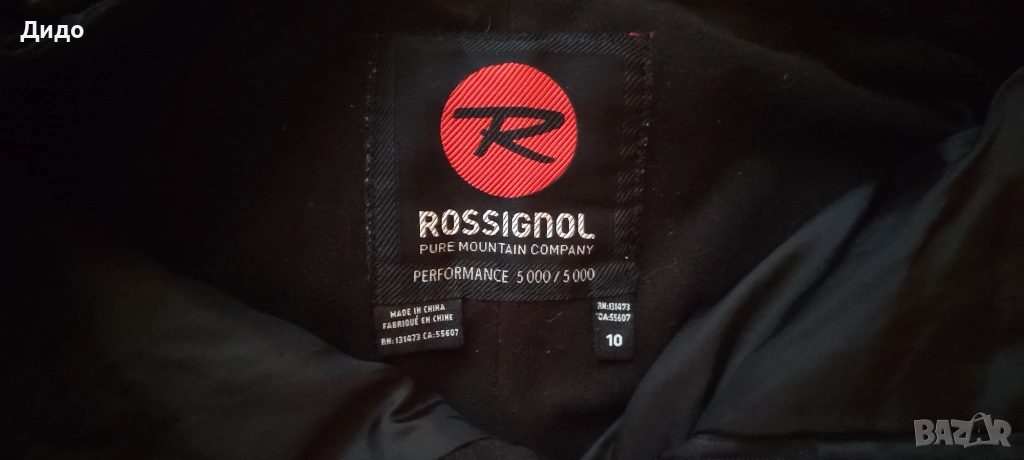 Дидо
R
ROSSIGNOL
PURE MOUNTAIN COMPANY
PERFORMANCE 5 000 / 5 000
MADE IN CHINA
FABRIQUÉ EN CHINE
RN: 131473 CA: 55607
RN: 131473
CA: 55607
10
BAZAR